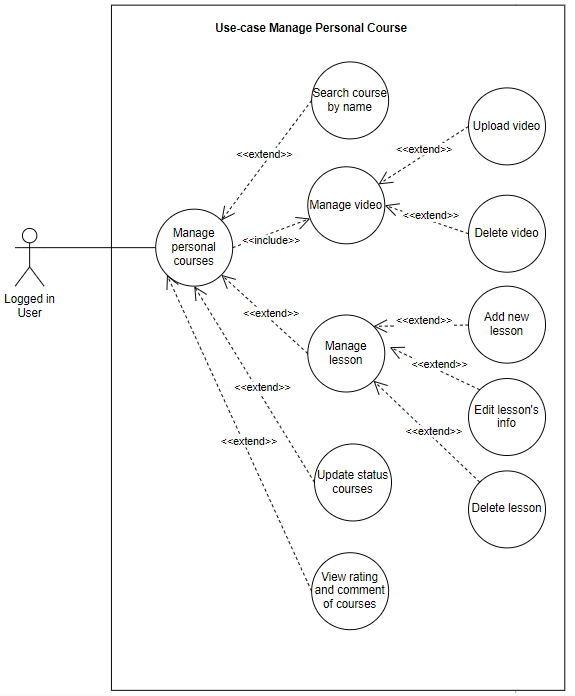 Use-case Manage Personal Course
Search course
by name
<<extend>>
Upload video
<<extend>>
Manage video
<<extend>>
Delete video
Manage
personal
courses
<<include>>
Logged in
User
<<extend>>
Manage
lesson
<<extend>>
Add new
lesson
<<extend>>
Edit lesson's
info
<<extend>>
Delete lesson
<<extend>>
Update status
courses
<<extend>>
View rating
and comment
of courses